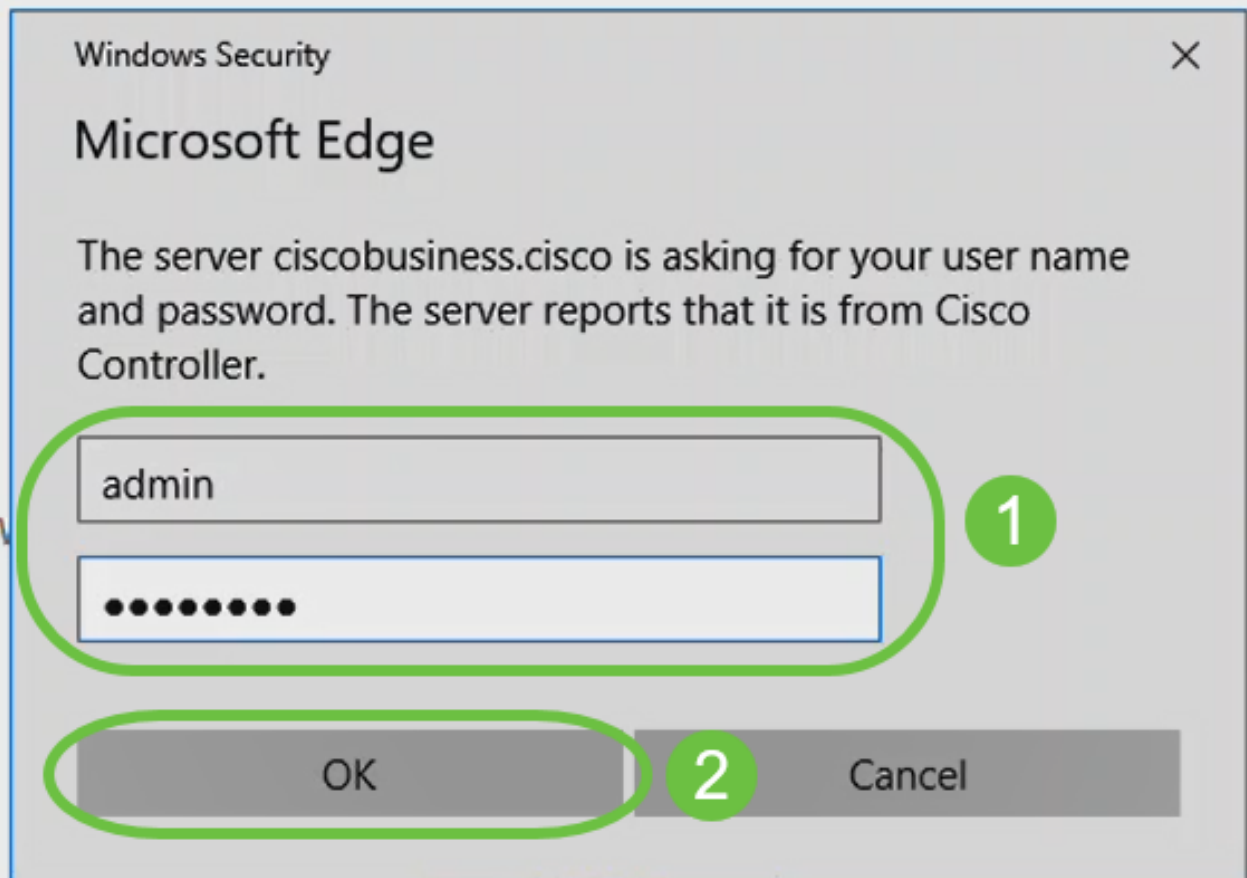 Windows Security
Microsoft Edge
The server ciscobusiness.cisco is asking for your user name
and password. The server reports that it is from Cisco
Controller.
admin
1
••••••••
OK
2
Cancel